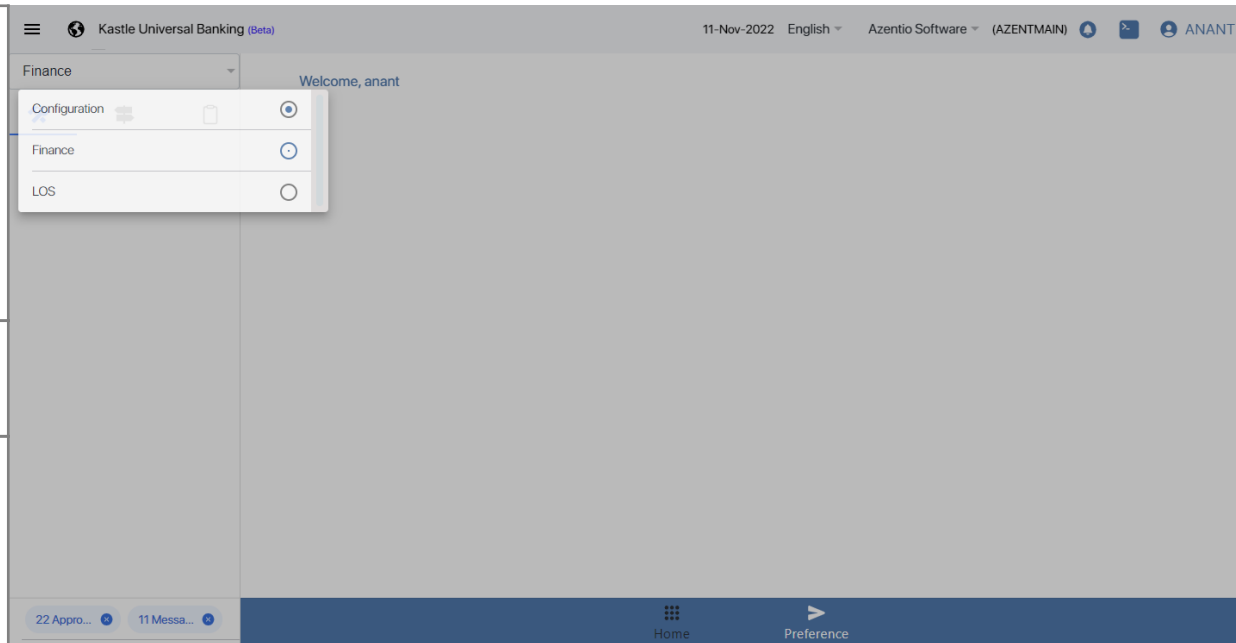 Kastle Universal Banking (Beta)
11-Nov-2022 English Azentio Software (AZENTMAIN) ANANT
Finance
Welcome, anant
Configuration
Finance
LOS
22 Appro... 11 Messa...
Home Preference